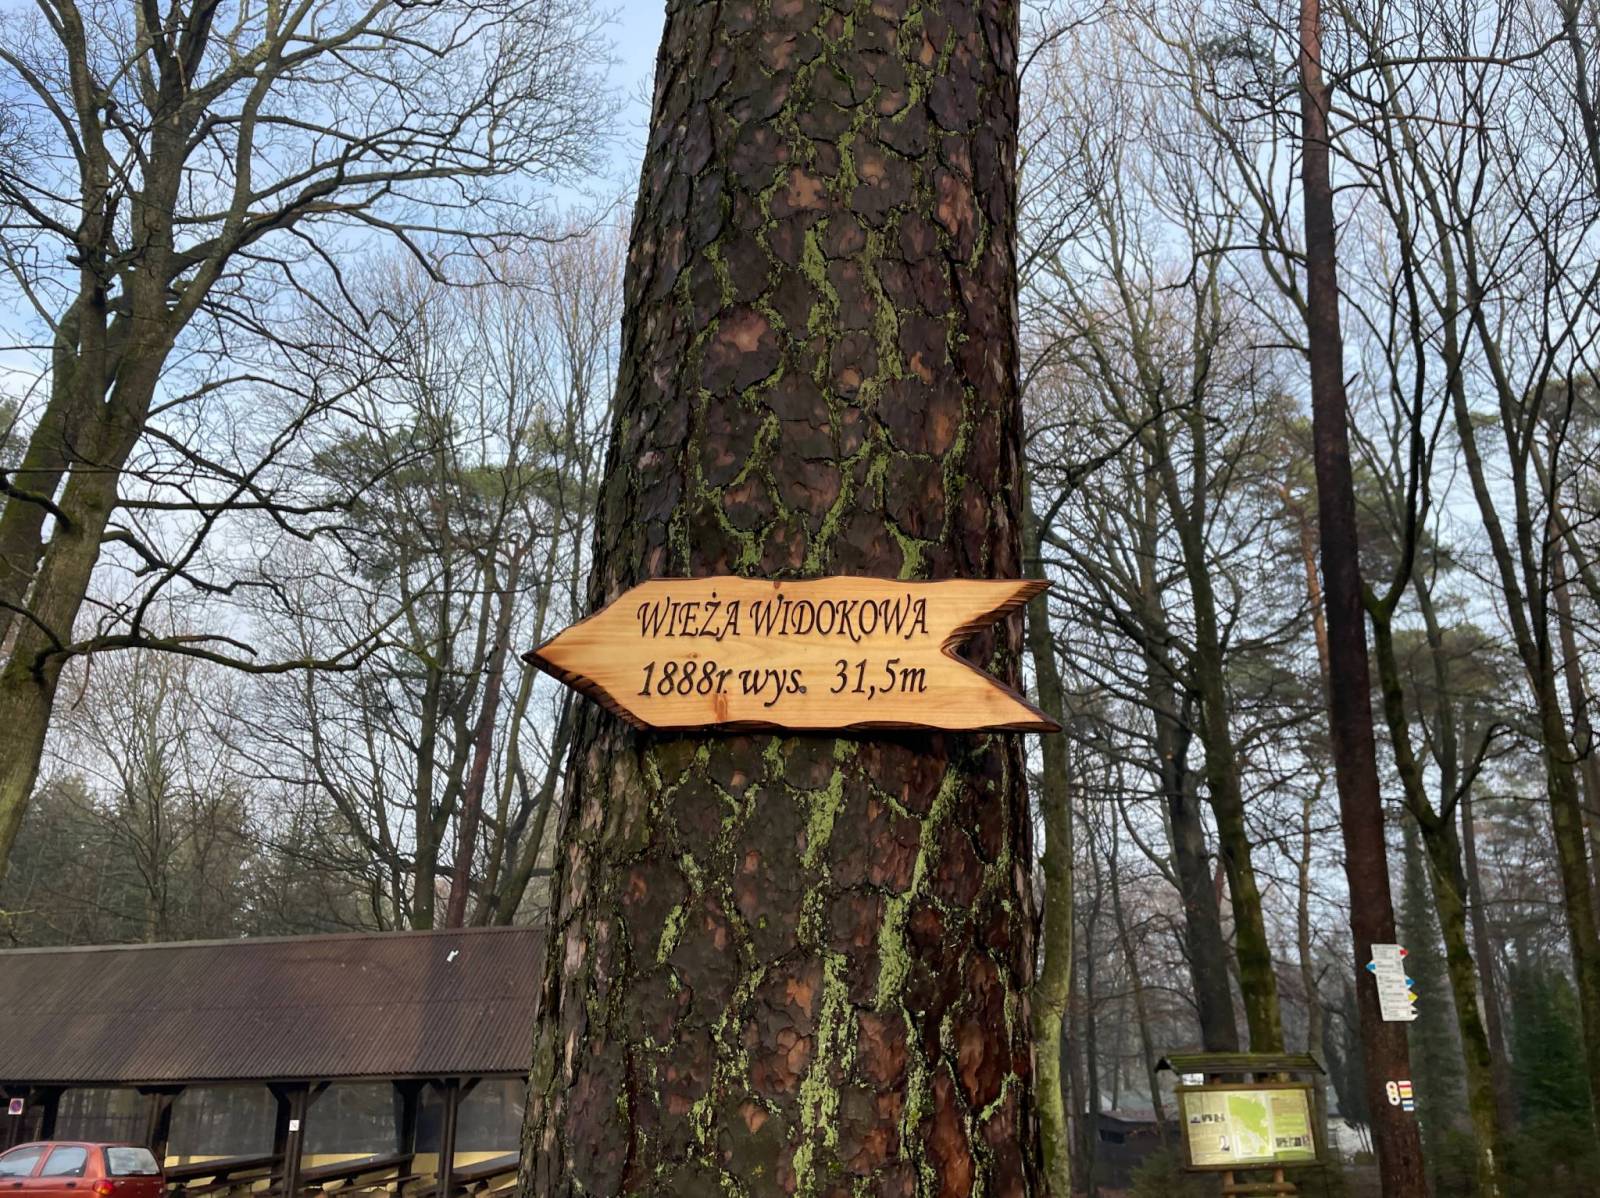 WIEŻA WIDOKOWA
1888r. wys. 31,5m